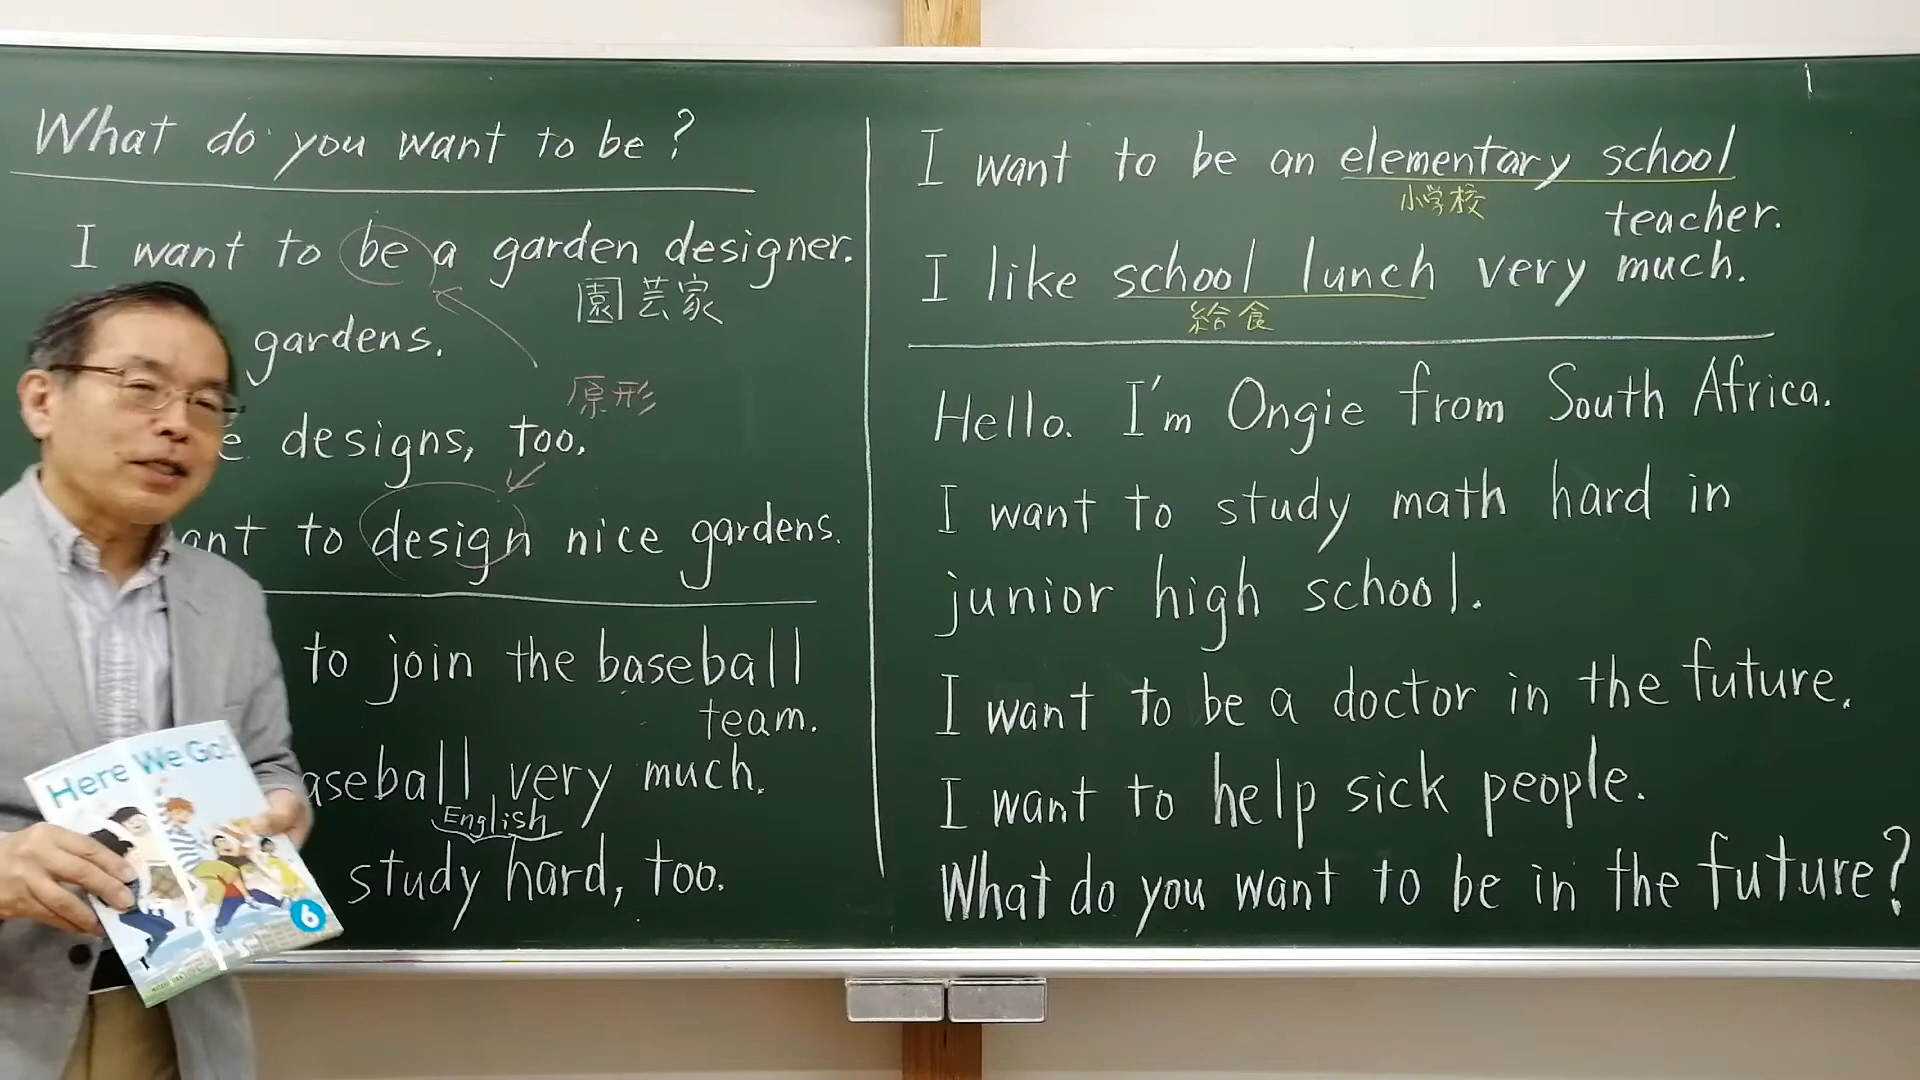 What do you want to be?
I want to be a garden designer.
園芸家
gardens.
原形
designs, too.
to design nice gardens.
to join the baseball
team.
very much.
English
study hard, too.
I want to be an elementary school
小学校
teacher.
I like school lunch very much.
給食
Hello. I'm Ongie from South Africa.
I want to study math hard in
junior high school.
I want to be a doctor in the future.
I want to help sick people.
What do you want to be in the future?
Here We Go!
6